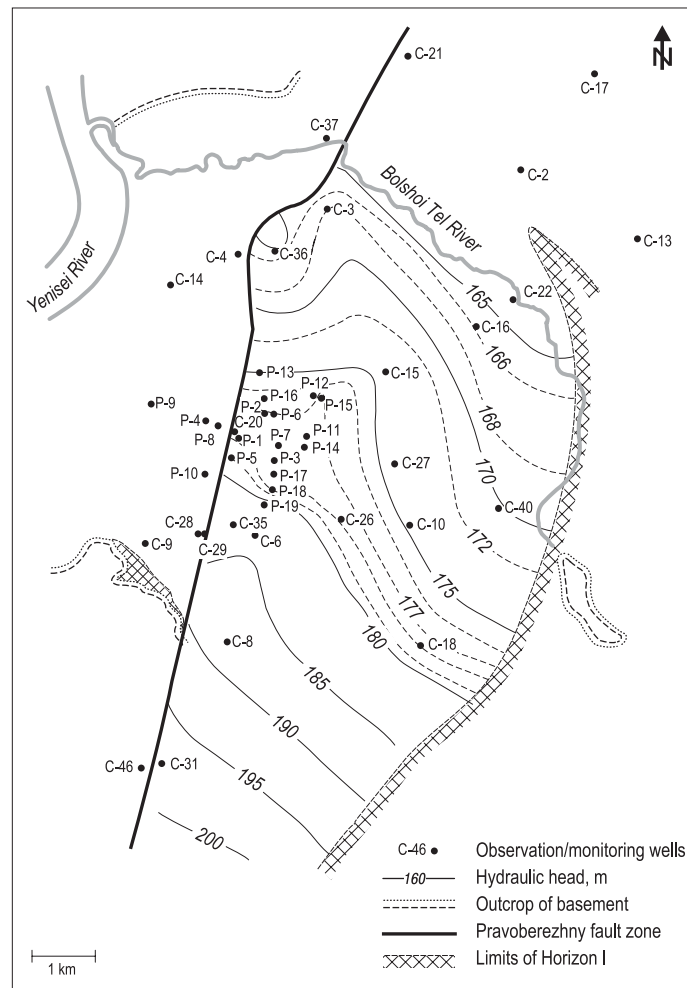 N
C-21
C-17
C-37
C-2
Bolshoi Tel River
C-3
C-13
C-4
C-36
Yenisei River
C-14
165
C-22
C-16
166
P-13
P-12
C-15
168
P-9
P-16
P-2
P-15
P-4
C-20
P-6
P-8
P-1
P-11
170
P-7
P-14
P-5
P-3
C-27
P-10
P-17
P-18
P-19
C-40
C-28
C-35
C-26
C-10
172
C-9
C-29
C-6
175
177
180
C-8
C-18
185
190
C-46
C-31
195
200
C-46 Observation/monitoring wells
160 Hydraulic head, m
Outcrop of basement
Pravoberezhny fault zone
Limits of Horizon I
1 km